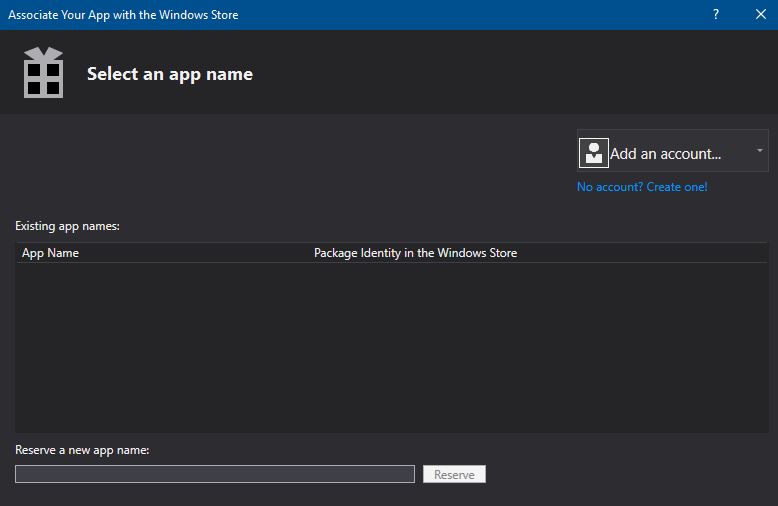 Associate Your App with the Windows Store
?
Select an app name
Add an account...
No account? Create one!
Existing app names:
App Name Package Identity in the Windows Store
Reserve a new app name:
Reserve